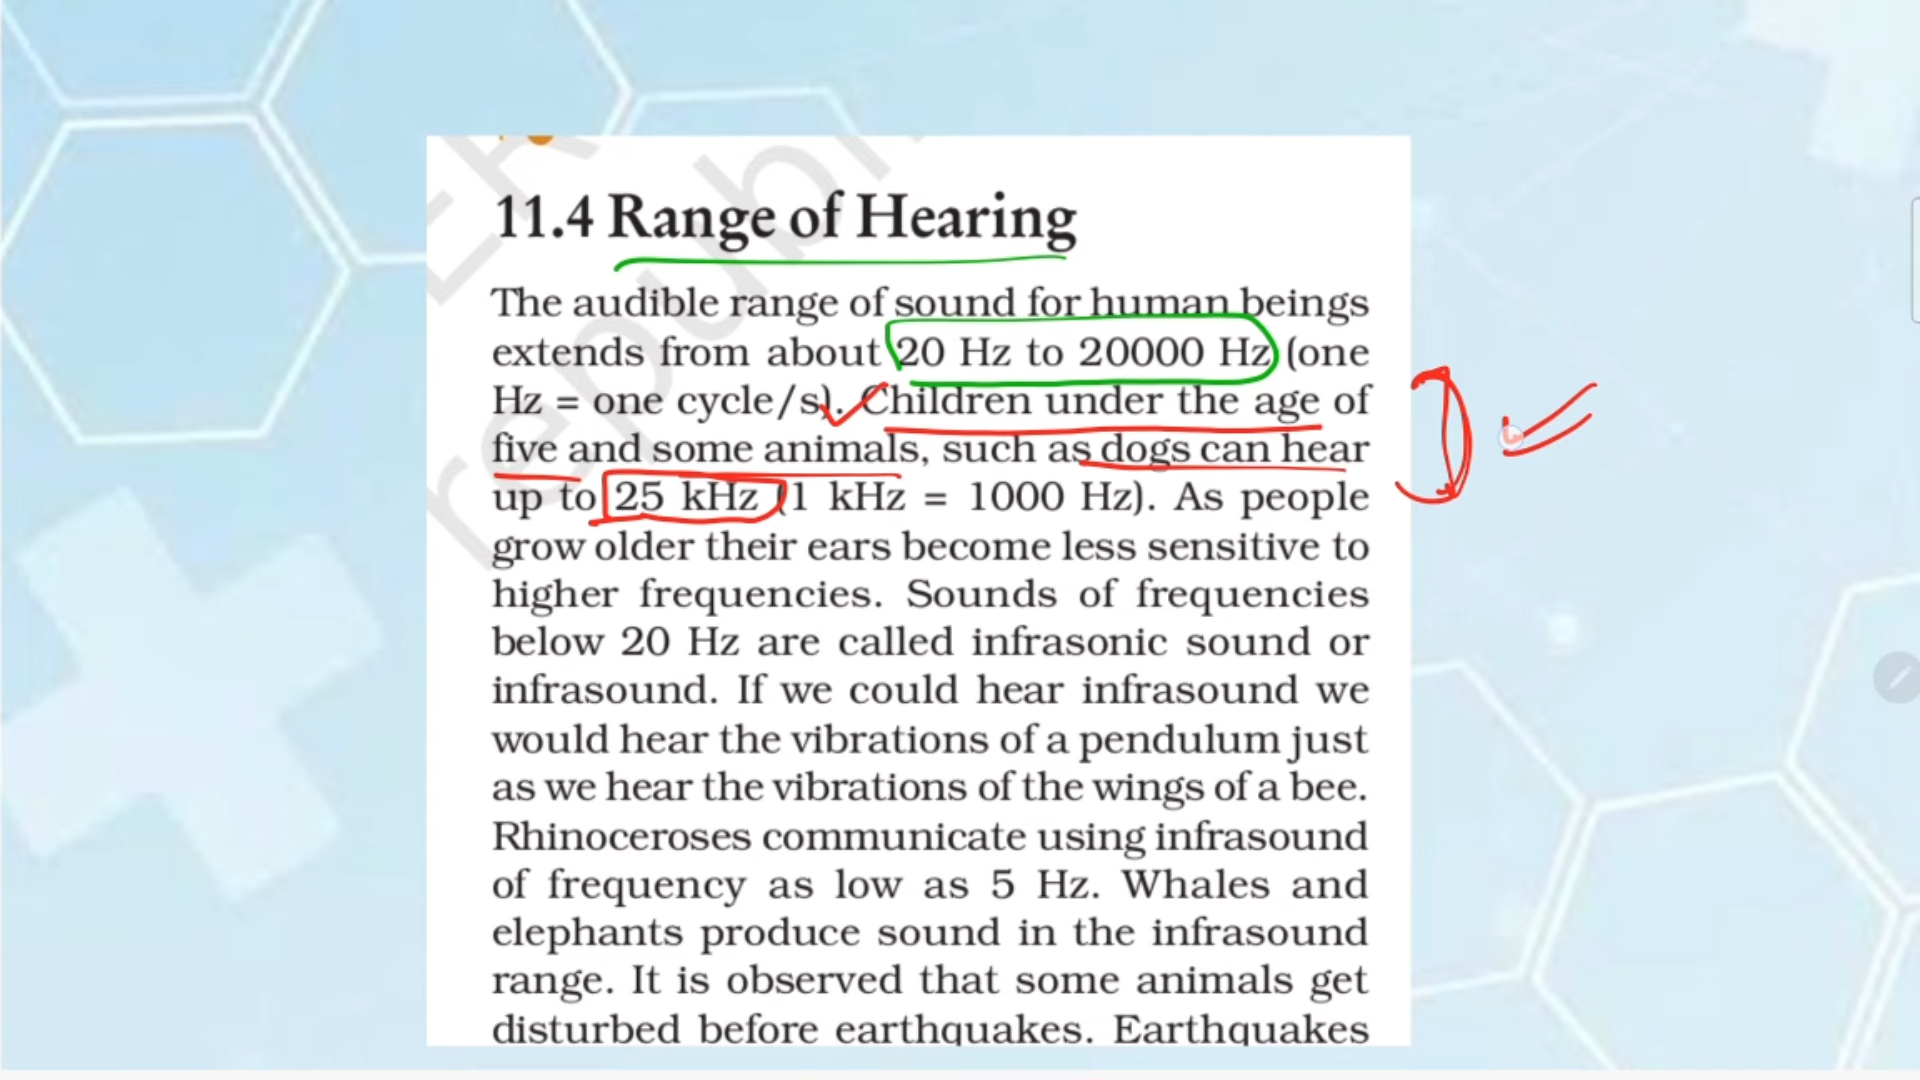 11.4 Range of Hearing
The audible range of sound for human beings
extends from about 20 Hz to 20000 Hz (one
Hz = one cycle/s). Children under the age of
five and some animals, such as dogs can hear
up to 25 kHz (1 kHz = 1000 Hz). As people
grow older their ears become less sensitive to
higher frequencies. Sounds of frequencies
below 20 Hz are called infrasonic sound or
infrasound. If we could hear infrasound we
would hear the vibrations of a pendulum just
as we hear the vibrations of the wings of a bee.
Rhinoceroses communicate using infrasound
of frequency as low as 5 Hz. Whales and
elephants produce sound in the infrasound
range. It is observed that some animals get
disturbed before earthquakes. Earthquakes